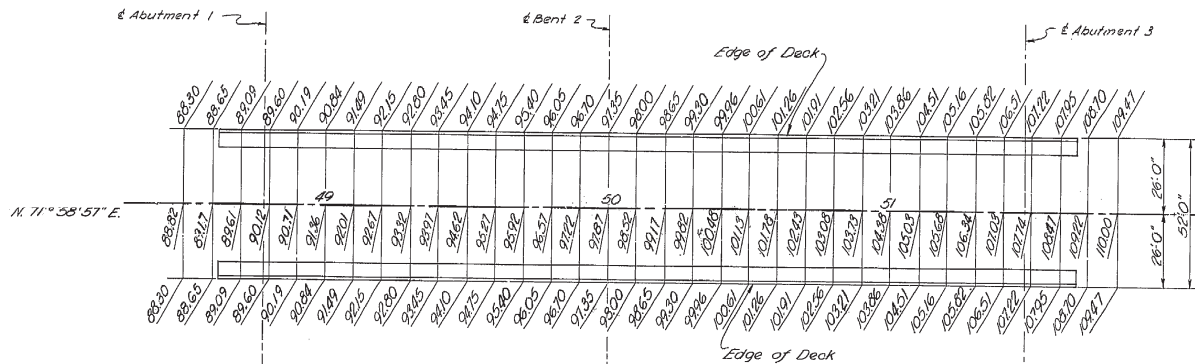 ₵ Abutment 1
₵ Bent 2
₵ Abutment 3
Edge of Deck
88.30 88.65 89.09 89.60 90.19 90.84 91.49 92.15 92.80 93.45 94.10 94.75 95.40 96.05 96.70 97.35 98.00 98.65 99.30 99.96 100.61 101.26 101.91 102.56 103.21 103.86 104.51 105.16 105.82 106.51 107.22 107.95 108.70 109.47
N. 71° 58' 57" E.
49
50
51
26'-0"
26'-0"
52'-0"
88.82 89.17 89.61 90.12 90.71 91.36 92.01 92.67 93.32 93.97 94.62 95.27 95.92 96.57 97.22 97.87 98.52 99.17 99.82 100.48 101.13 101.78 102.43 103.08 103.73 104.38 105.03 105.68 106.34 107.03 107.74 108.47 109.22 110.00
88.30 88.65 89.09 89.60 90.19 90.84 91.49 92.15 92.80 93.45 94.10 94.75 95.40 96.05 96.70 97.35 98.00 98.65 99.30 99.96 100.61 101.26 101.91 102.56 103.21 103.86 104.51 105.16 105.82 106.51 107.22 107.95 108.70 109.47
Edge of Deck